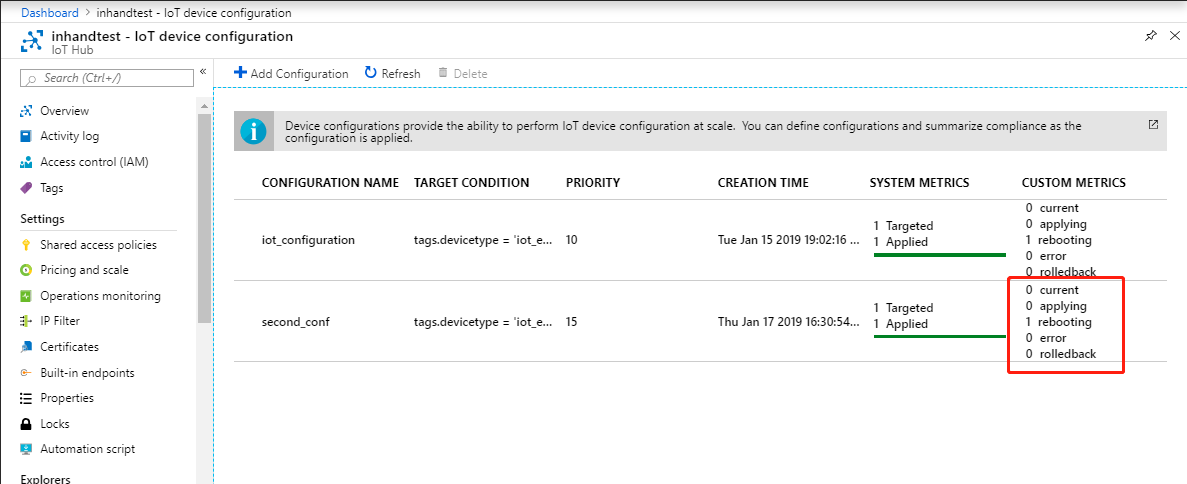 Dashboard > inhandtest - IoT device configuration
inhandtest - IoT device configuration
IoT Hub
Search (Ctrl+/)
«
Overview
Activity log
Access control (IAM)
Tags
Settings
Shared access policies
Pricing and scale
Operations monitoring
IP Filter
Certificates
Built-in endpoints
Properties
Locks
Automation script
Explorers
Add Configuration Refresh Delete
Device configurations provide the ability to perform IoT device configuration at scale. You can define configurations and summarize compliance as the
configuration is applied.
CONFIGURATION NAME TARGET CONDITION PRIORITY CREATION TIME SYSTEM METRICS CUSTOM METRICS
iot_configuration tags.devicetype = 'iot_e... 10 Tue Jan 15 2019 19:02:16 ...
1 Targeted
1 Applied
0 current
0 applying
1 rebooting
0 error
0 rolledback
second_conf tags.devicetype = 'iot_e... 15 Thu Jan 17 2019 16:30:54...
1 Targeted
1 Applied
0 current
0 applying
1 rebooting
0 error
0 rolledback